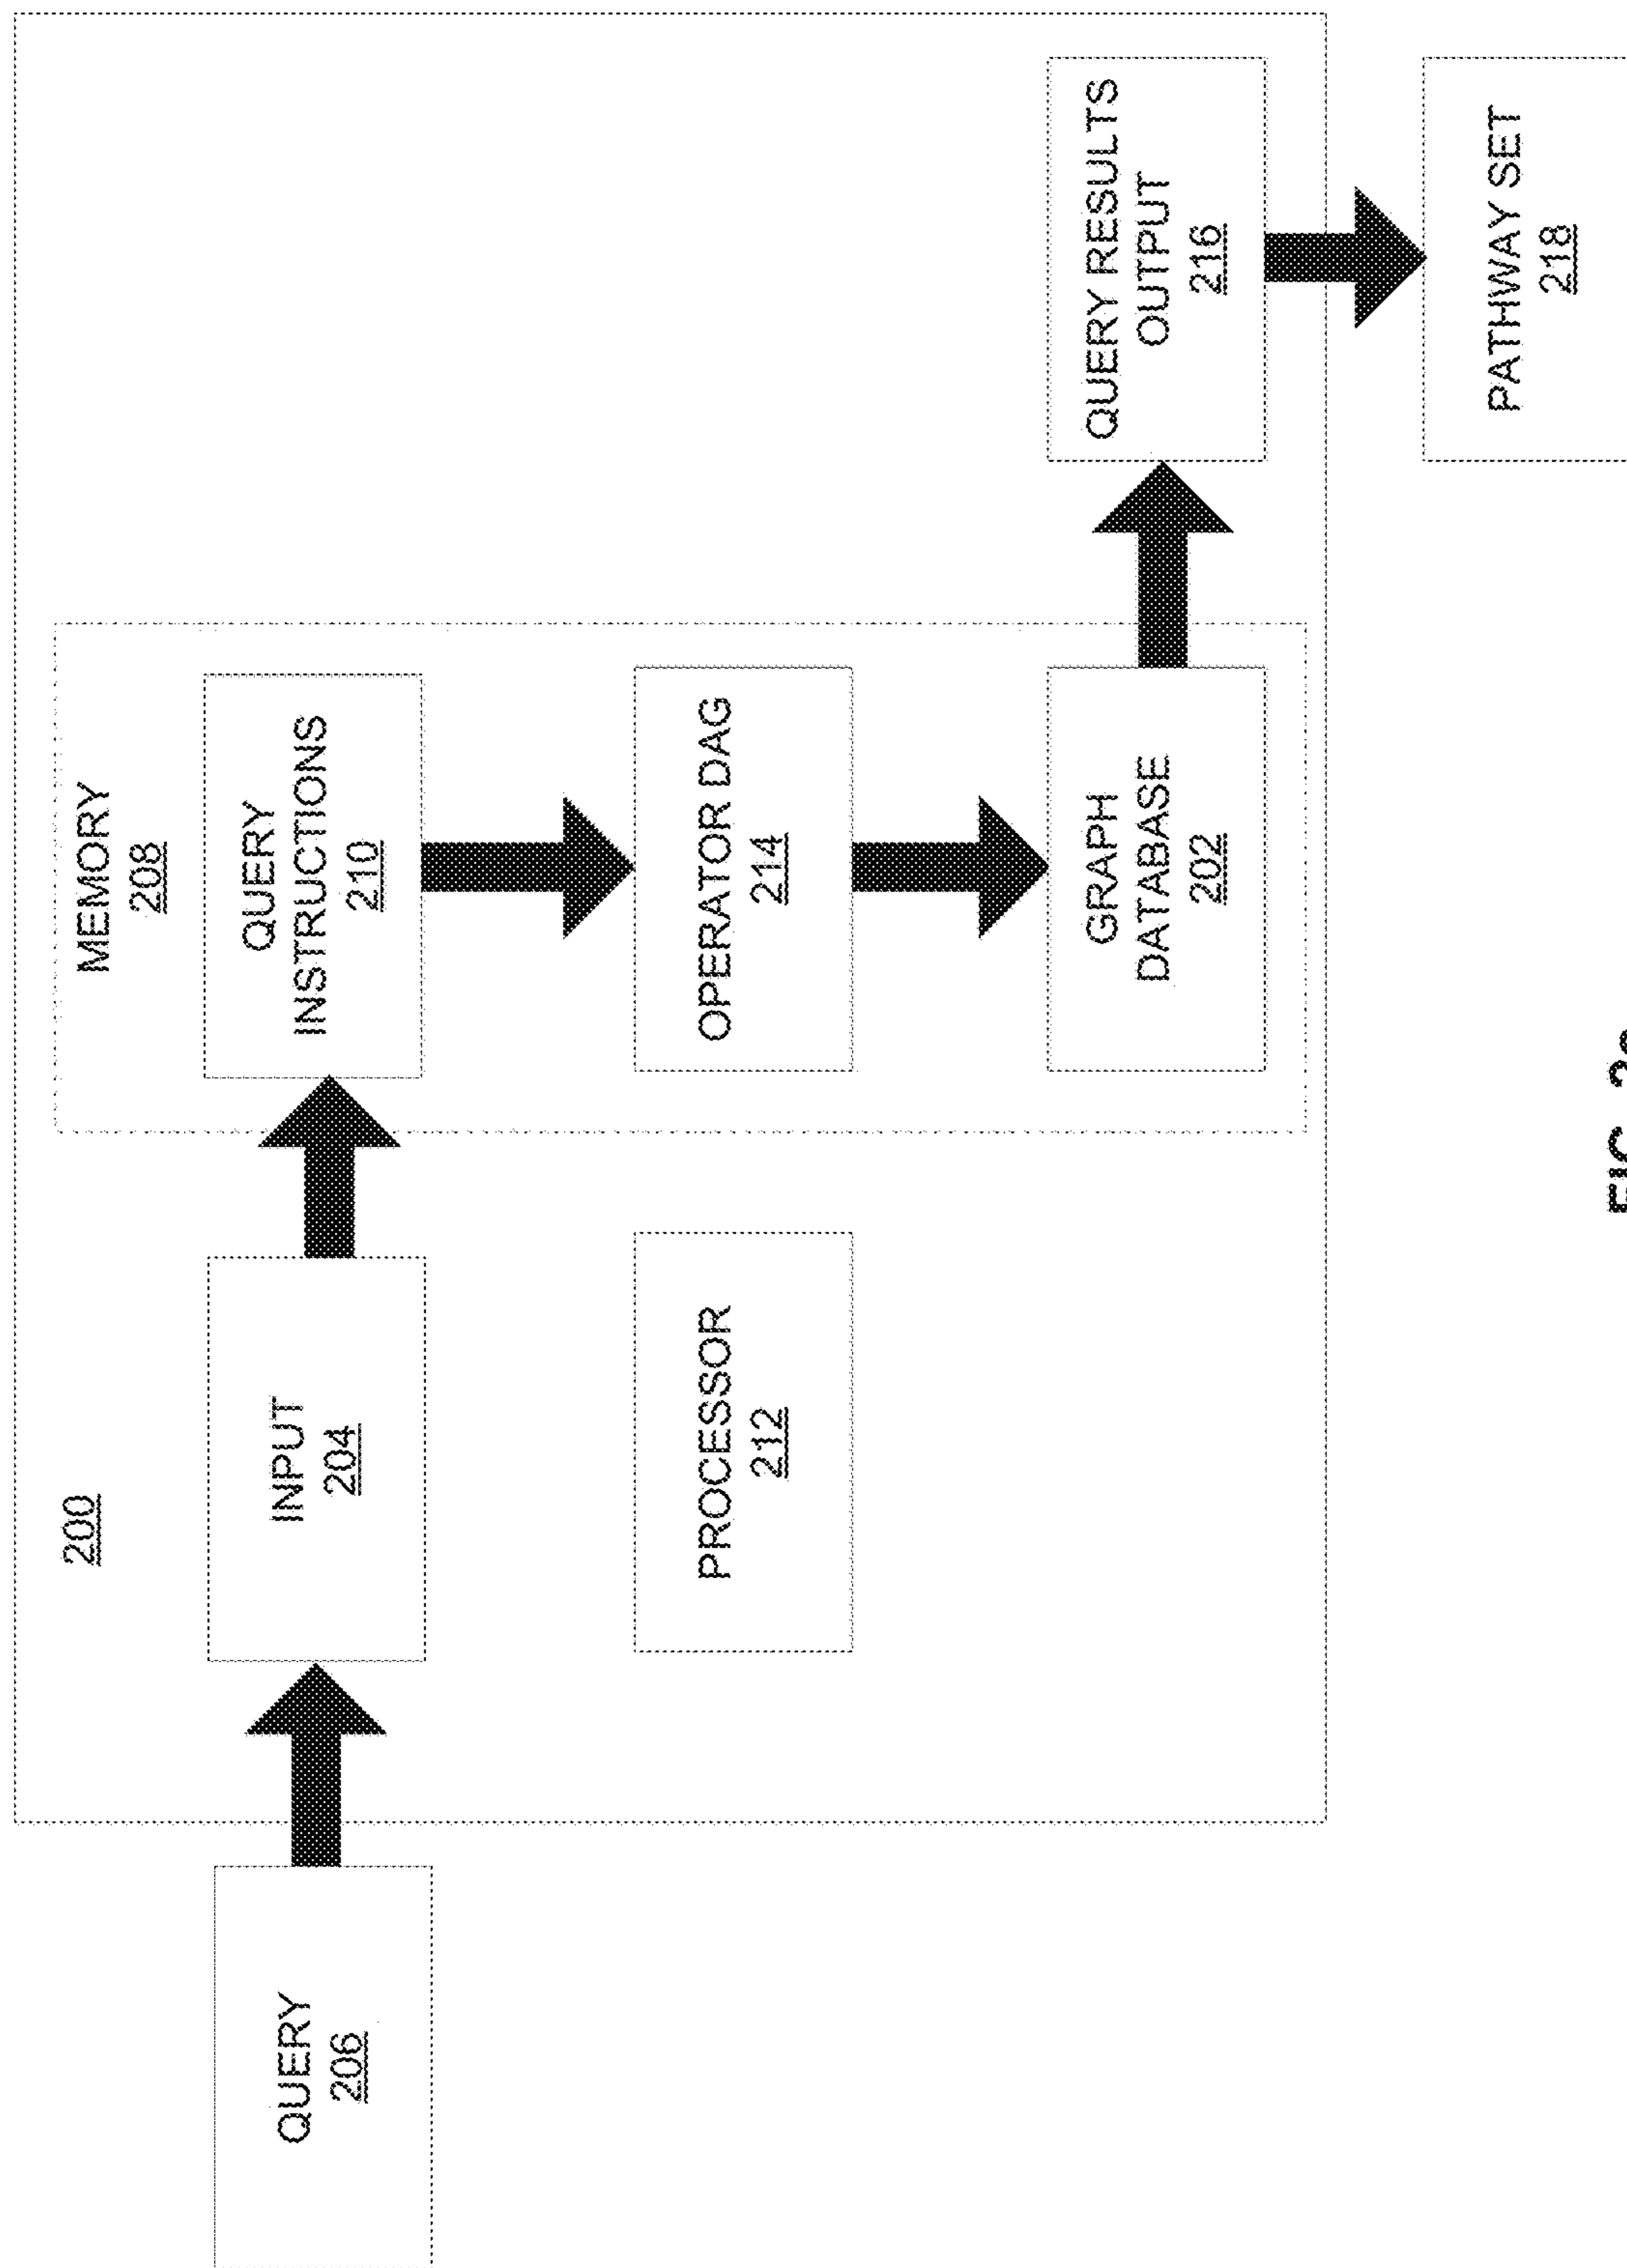 200
MEMORY
208
QUERY
206
INPUT
204
QUERY
INSTRUCTIONS
210
PROCESSOR
212
OPERATOR DAG
214
GRAPH
DATABASE
202
QUERY RESULTS
OUTPUT
216
PATHWAY SET
218
FIG.